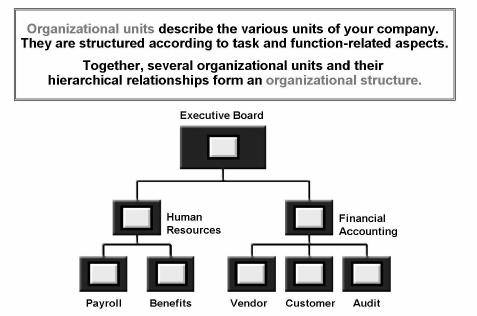 Organizational units describe the various units of your company.
They are structured according to task and function-related aspects.
Together, several organizational units and their
hierarchical relationships form an organizational structure.
Executive Board
Human
Resources
Financial
Accounting
Payroll
Benefits
Vendor
Customer
Audit